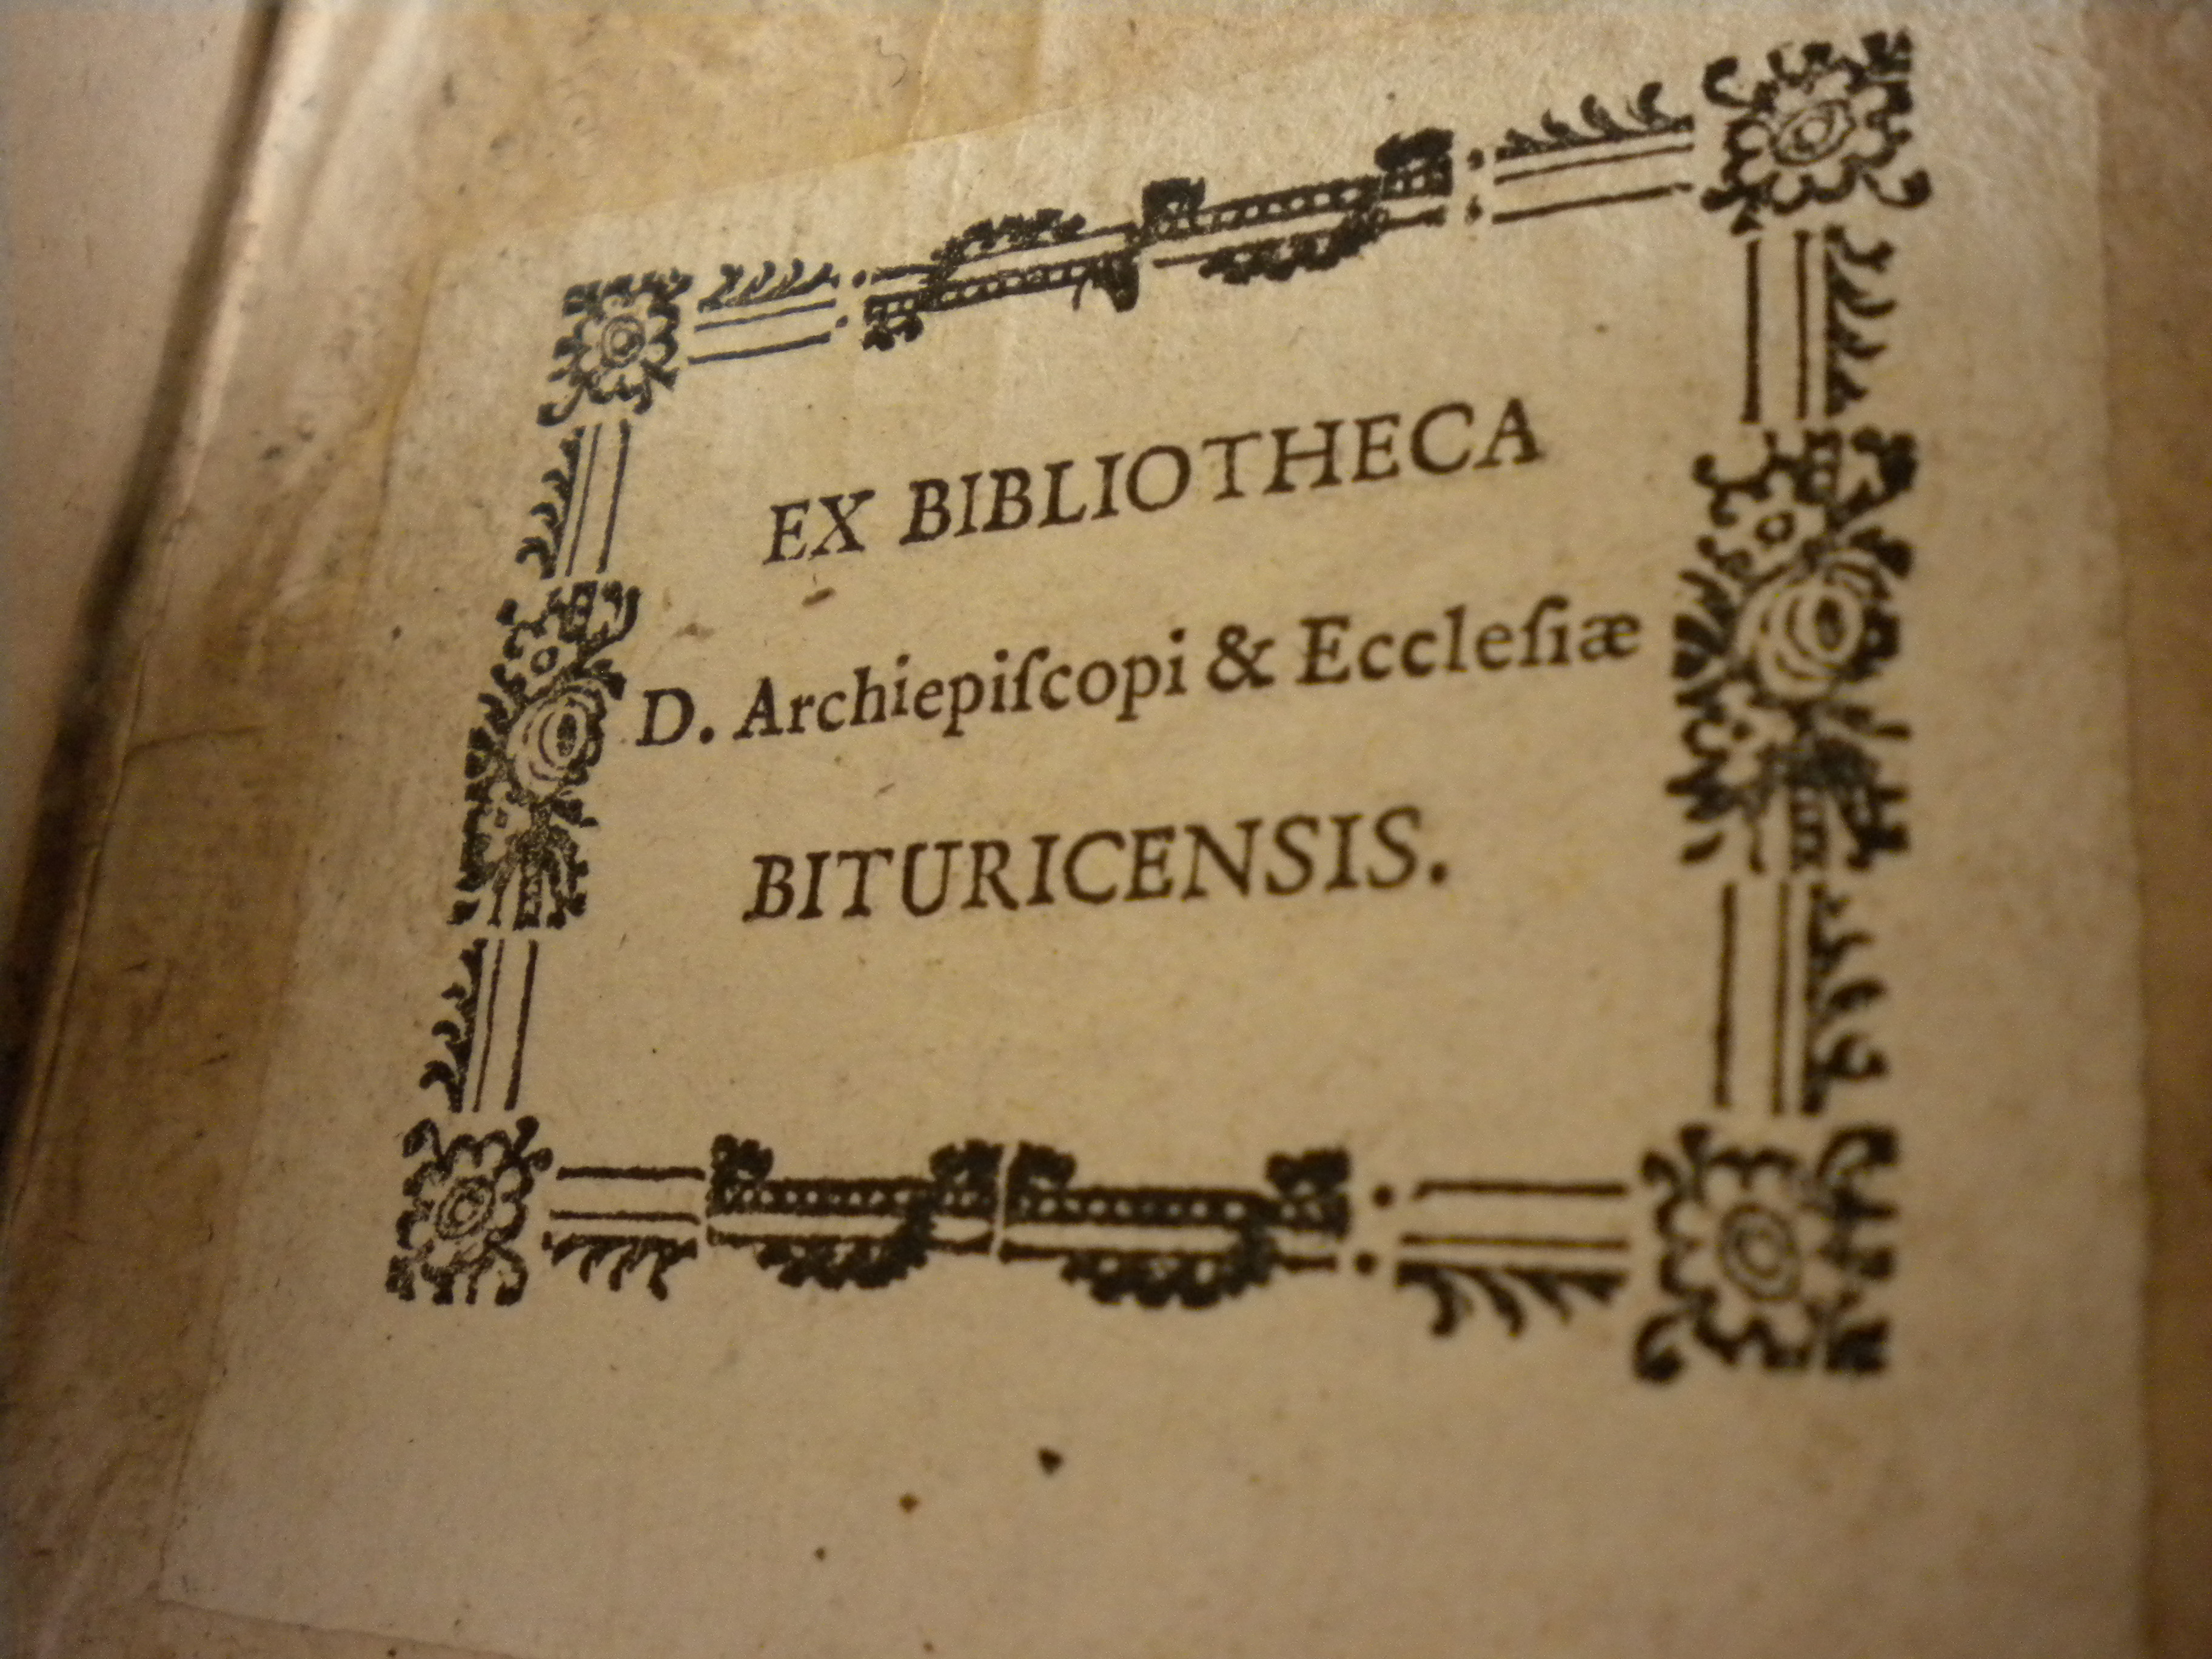 EX BIBLIOTHECA
D. Archiepiſcopi & Eccleſiæ
BITURICENSIS.